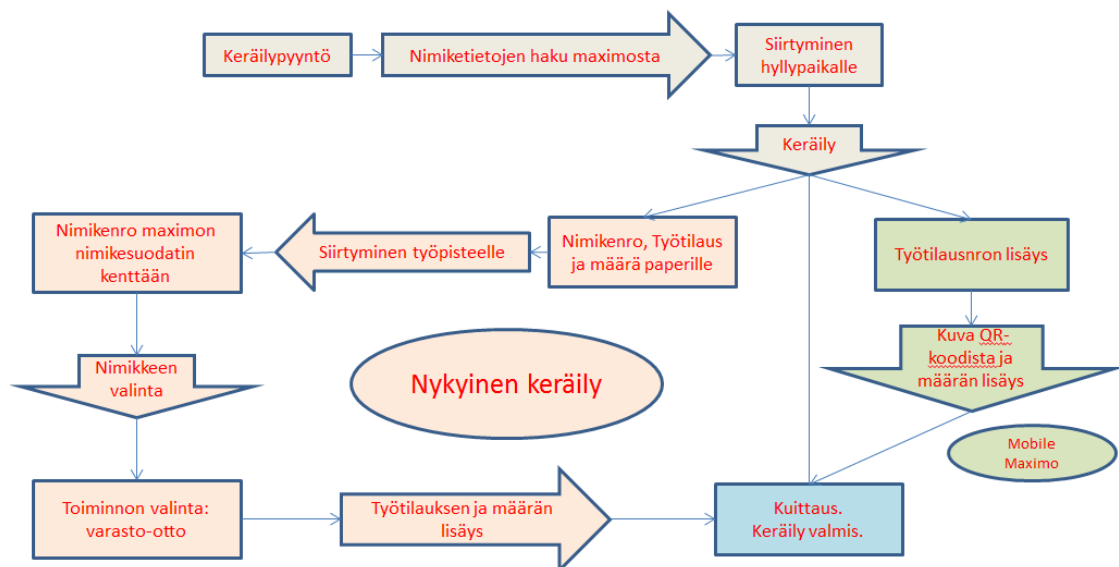 Keräilypyyntö
Nimiketietojen haku maximosta
Siirtyminen
hyllypaikalle
Keräily
Nimikenro maximon
nimikesuodatin
kenttään
Siirtyminen työpisteelle
Nimikenro, Työtilaus
ja määrä paperille
Työtilausnron lisäys
Kuva QR-
koodista ja
määrän lisäys
Nimikkeen
valinta
Nykyinen keräily
Mobile
Maximo
Toiminnon valinta:
varasto-otto
Työtilauksen ja määrän
lisäys
Kuittaus.
Keräily valmis.